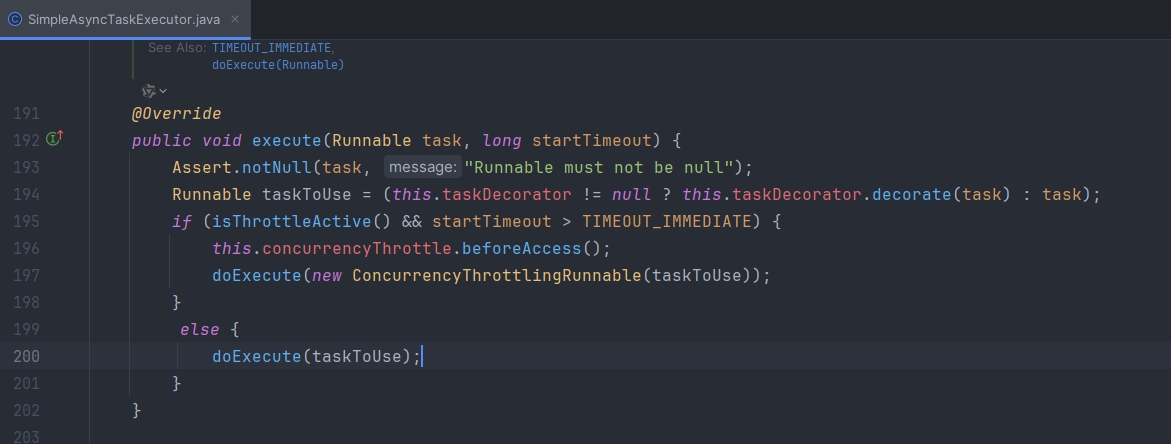 SimpleAsyncTaskExecutor.java
See Also: TIMEOUT_IMMEDIATE,
doExecute(Runnable)
191 @Override
192 public void execute(Runnable task, long startTimeout) {
193 Assert.notNull(task, message: "Runnable must not be null");
194 Runnable taskToUse = (this.taskDecorator != null ? this.taskDecorator.decorate(task) : task);
195 if (isThrottleActive() && startTimeout > TIMEOUT_IMMEDIATE) {
196 this.concurrencyThrottle.beforeAccess();
197 doExecute(new ConcurrencyThrottlingRunnable(taskToUse));
198 }
199 else {
200 doExecute(taskToUse);
201 }
202 }
203